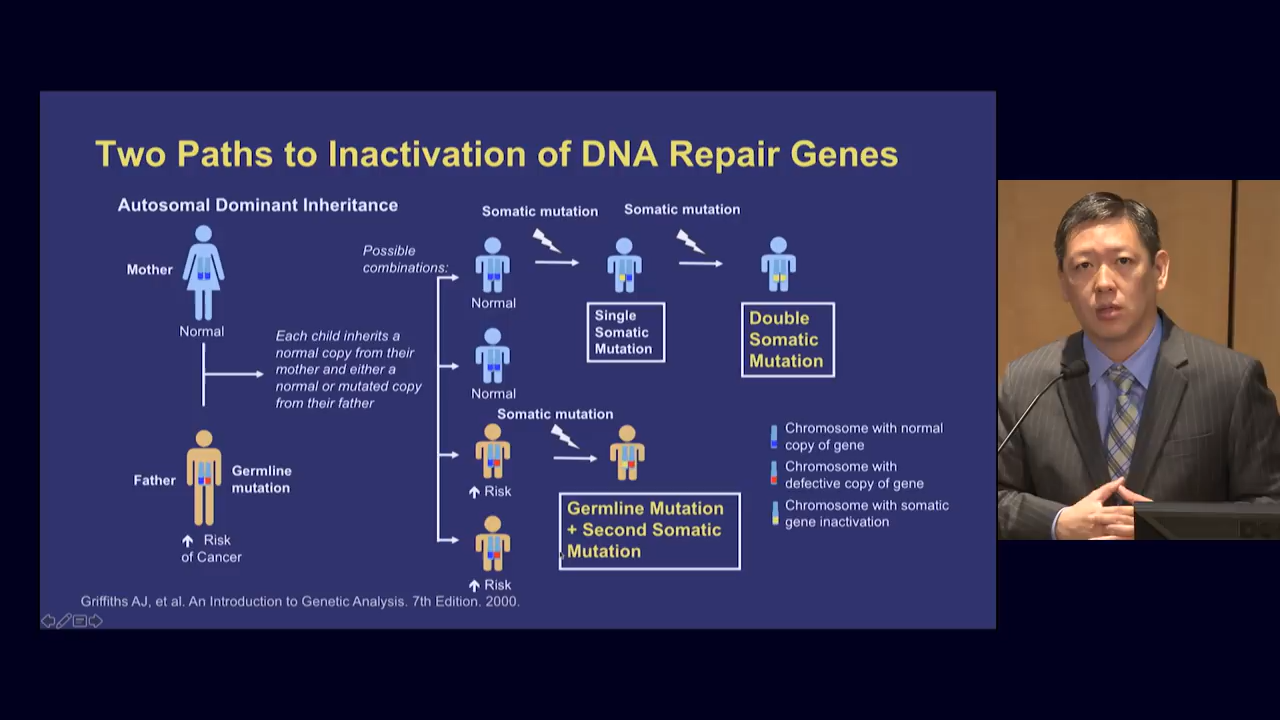 Two Paths to Inactivation of DNA Repair Genes
Autosomal Dominant Inheritance
Mother
Normal
Each child inherits a
normal copy from their
mother and either a
normal or mutated copy
from their father
Father
Germline
mutation
Risk
of Cancer
Possible
combinations:
Normal
Somatic mutation
Single
Somatic
Mutation
Somatic mutation
Double
Somatic
Mutation
Normal
Somatic mutation
Risk
Germline Mutation
+ Second Somatic
Mutation
Risk
Chromosome with normal
copy of gene
Chromosome with
defective copy of gene
Chromosome with somatic
gene inactivation
Griffiths AJ, et al. An Introduction to Genetic Analysis. 7th Edition. 2000.